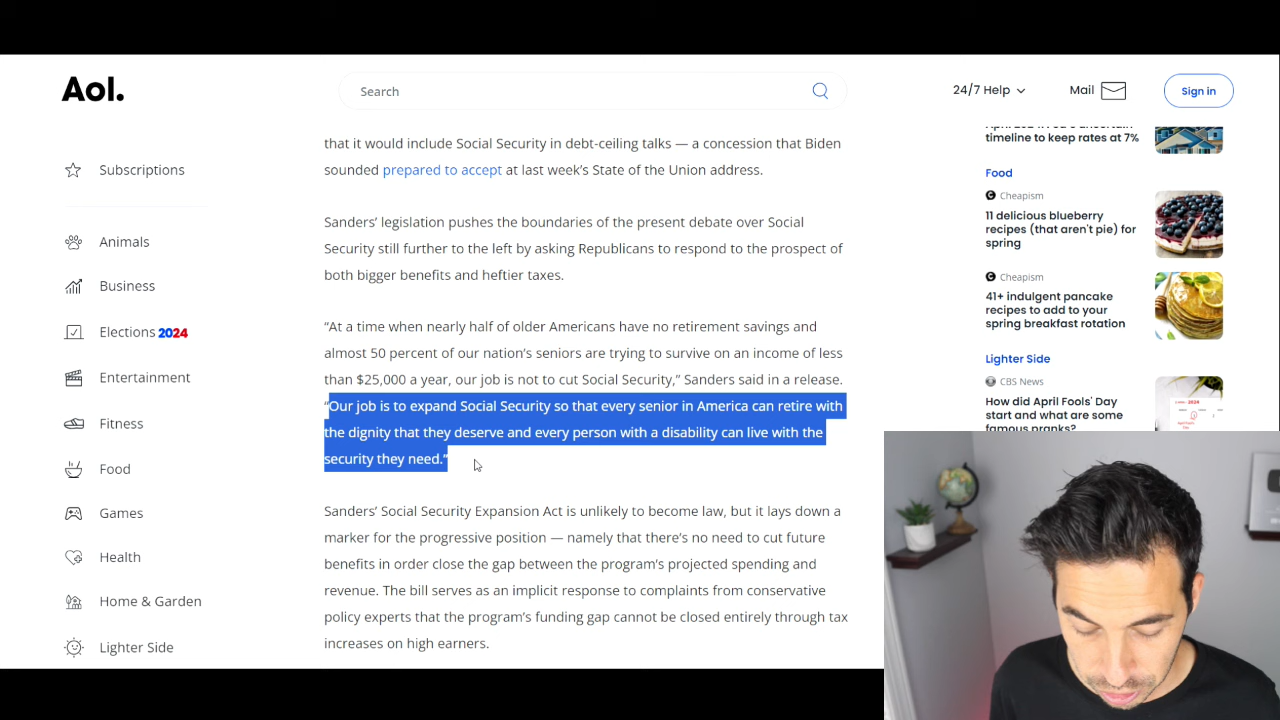 Aol.
Search
24/7 Help
Mail
Sign in
Subscriptions
Animals
Business
Elections 2024
Entertainment
Fitness
Food
Games
Health
Home & Garden
Lighter Side
that it would include Social Security in debt-ceiling talks — a concession that Biden
sounded prepared to accept at last week's State of the Union address.
Sanders' legislation pushes the boundaries of the present debate over Social
Security still further to the left by asking Republicans to respond to the prospect of
both bigger benefits and heftier taxes.
“At a time when nearly half of older Americans have no retirement savings and
almost 50 percent of our nation's seniors are trying to survive on an income of less
than $25,000 a year, our job is not to cut Social Security,” Sanders said in a release.
“Our job is to expand Social Security so that every senior in America can retire with
the dignity that they deserve and every person with a disability can live with the
security they need.”
Sanders' Social Security Expansion Act is unlikely to become law, but it lays down a
marker for the progressive position — namely that there's no need to cut future
benefits in order close the gap between the program's projected spending and
revenue. The bill serves as an implicit response to complaints from conservative
policy experts that the program's funding gap cannot be closed entirely through tax
increases on high earners.
timeline to keep rates at 7%
Food
Cheapism
11 delicious blueberry
recipes (that aren't pie) for
spring
Cheapism
41+ indulgent pancake
recipes to add to your
spring breakfast rotation
Lighter Side
CBS News
How did April Fools' Day
start and what are some
famous pranks?